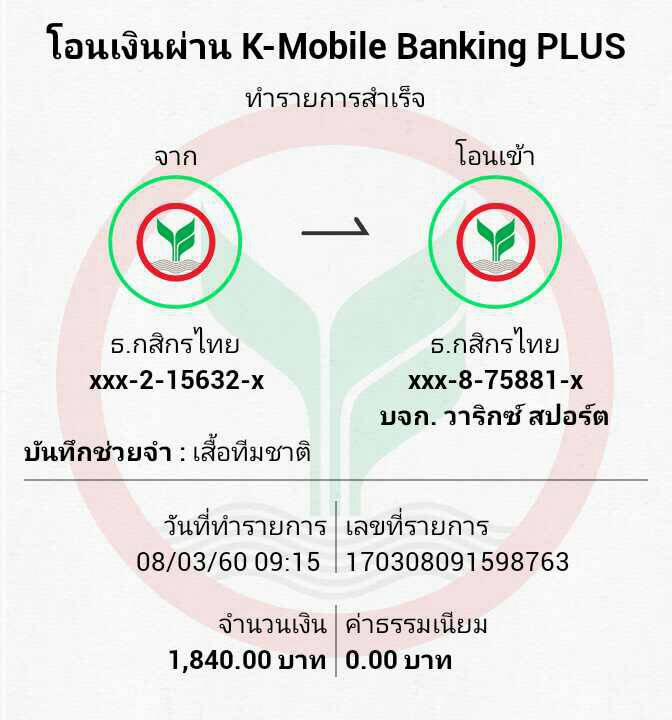 โอนเงินผ่าน K-Mobile Banking PLUS
ทำรายการสำเร็จ
จาก
โอนเข้า
ธ.กสิกรไทย
xxx-2-15632-x
ธ.กสิกรไทย
xxx-8-75881-x
บจก. วาริกซ์ สปอร์ต
บันทึกช่วยจำ : เสื้อทีมชาติ
วันที่ทำรายการ
08/03/60 09:15
เลขที่รายการ
170308091598763
จำนวนเงิน
1,840.00 บาท
ค่าธรรมเนียม
0.00 บาท